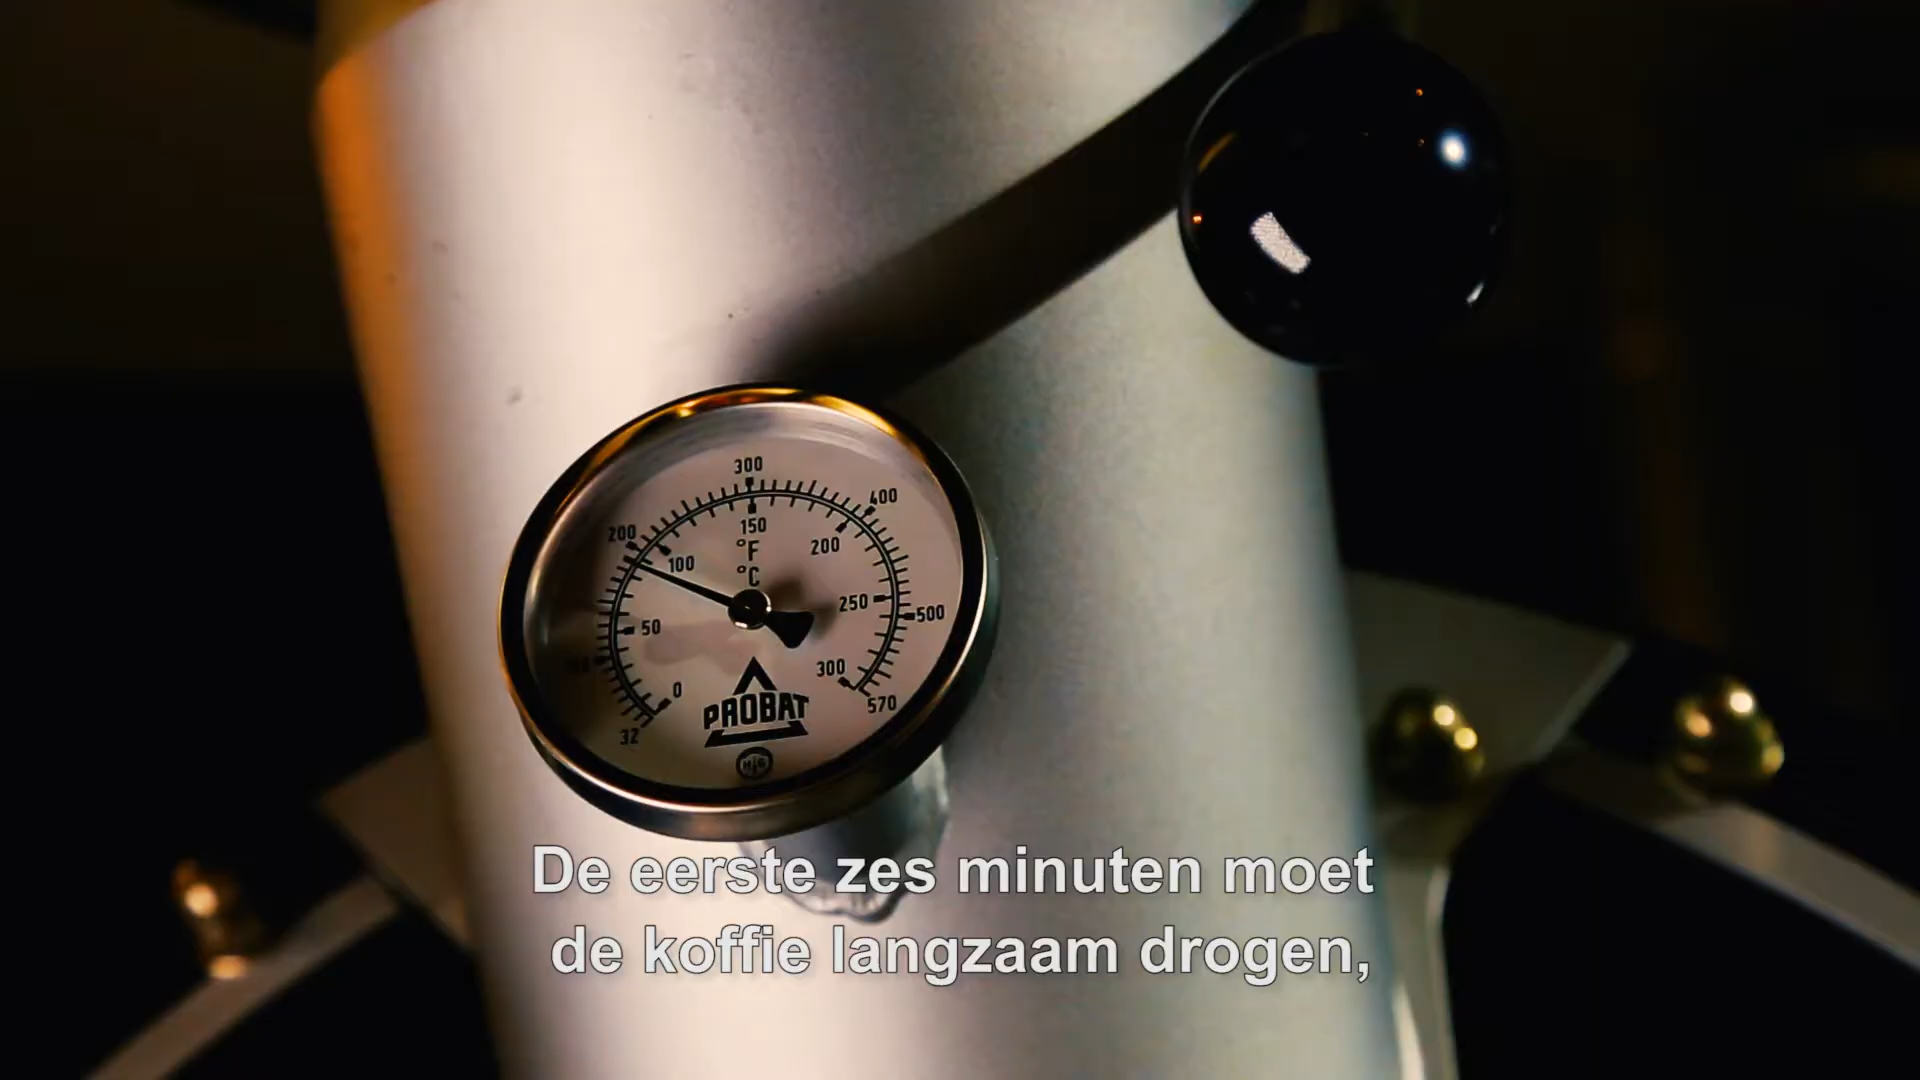 300
400
200
150
°F
200
100
°C
250
500
50
300
0
570
PROBAT
32
De eerste zes minuten moet
de koffie langzaam drogen,